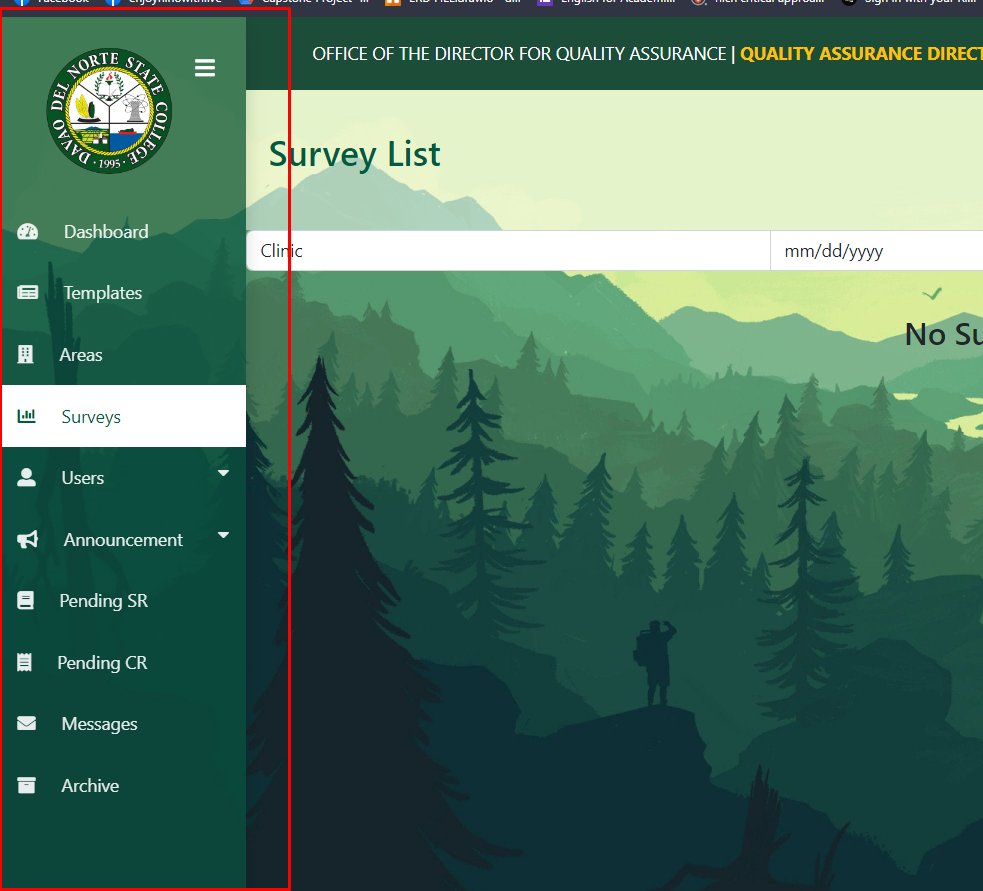 DAVAO DEL NORTE STATE COLLEGE
· 1995 ·
OFFICE OF THE DIRECTOR FOR QUALITY ASSURANCE | QUALITY ASSURANCE DIRECT
Survey List
Dashboard
Clinic mm/dd/yyyy
Templates
No Su
Areas
Surveys
Users
Announcement
Pending SR
Pending CR
Messages
Archive